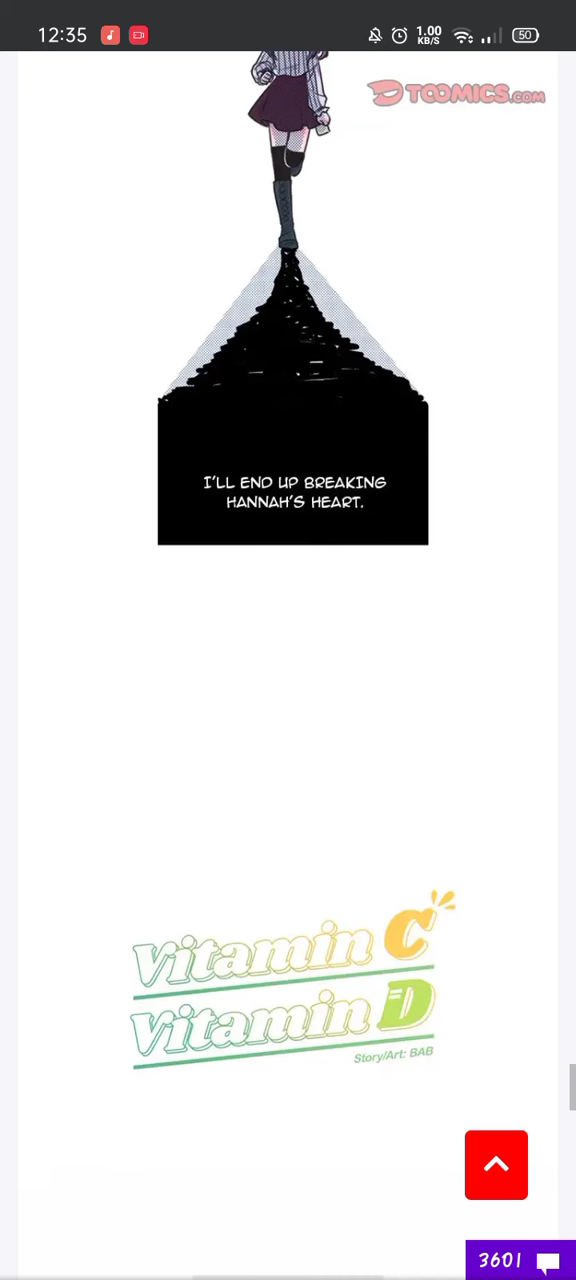 12:35
1.00
KB/S
50
TOOMICS.COM
I'LL END UP BREAKING
HANNAH'S HEART.
Vitamin C
Vitamin D
Story/Art: BAB
3601